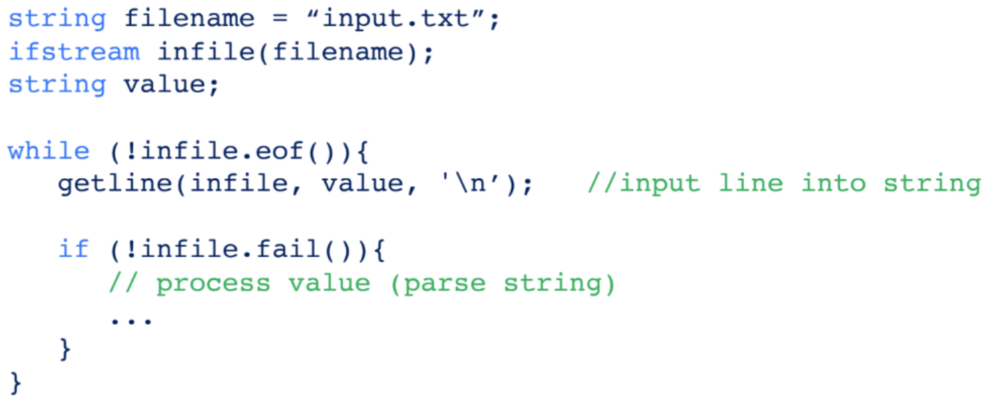 string filename = “input.txt”;
ifstream infile(filename);
string value;
while (!infile.eof()){
getline(infile, value, '\n’); //input line into string
if (!infile.fail()){
// process value (parse string)
...
}
}